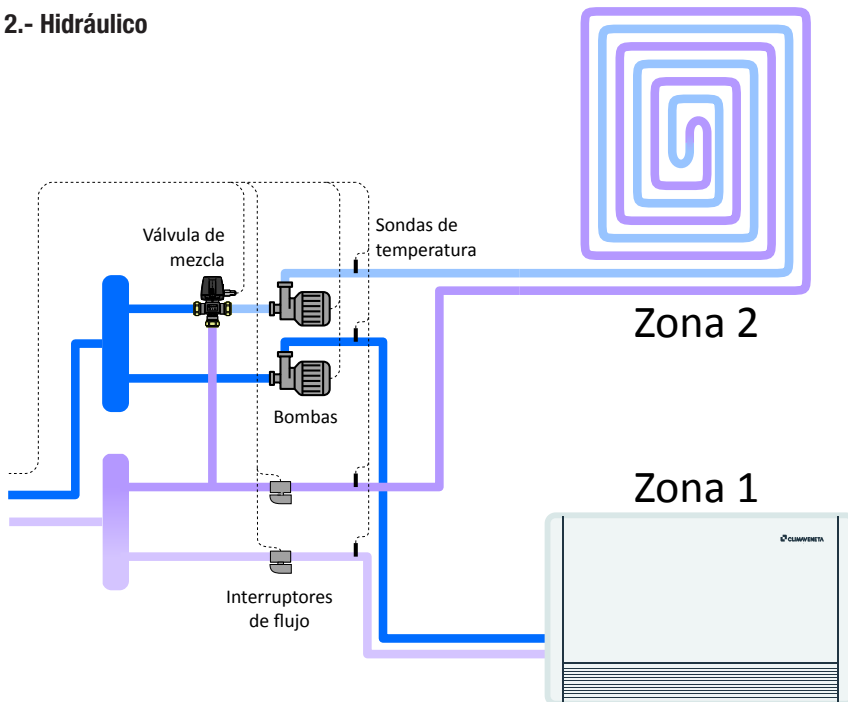 2.- Hidráulico
Válvula de
mezcla
Sondas de
temperatura
Zona 2
Bombas
Zona 1
CLIMAVENETA
Interruptores
de flujo